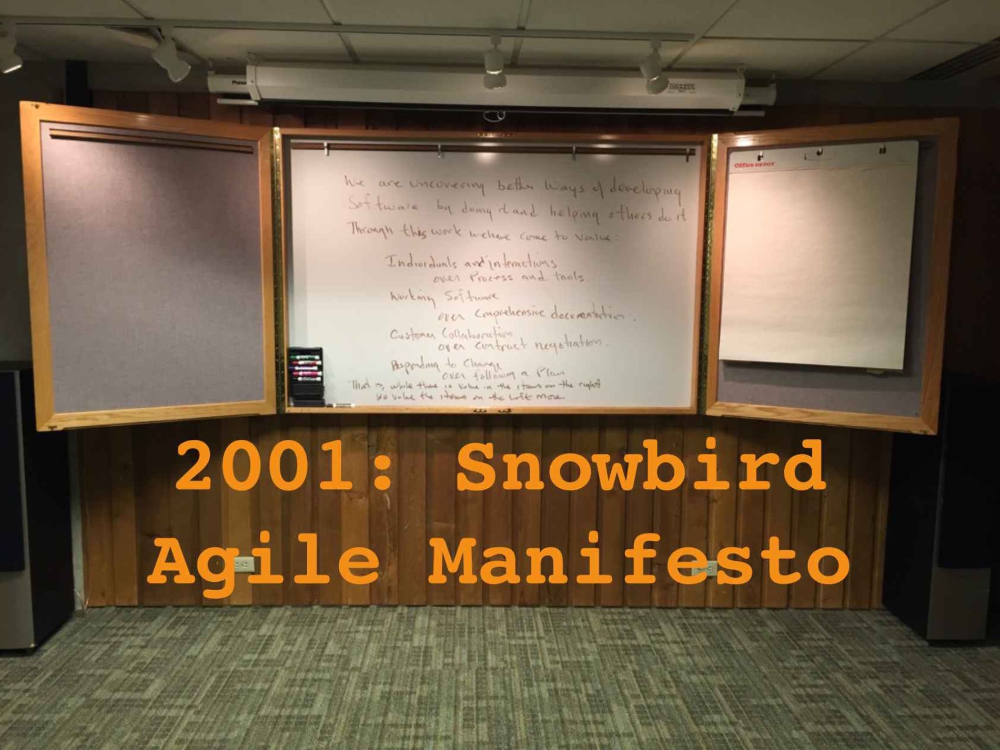 Office DEPOT
We are uncovering better ways of developing
Software by doing it and helping others do it
Through this work we have come to value:
Individuals and interactions
over Process and tools.
Working Software
over Comprehensive documentation.
Customer Collaboration
over contract negotiation.
Responding to Change
over following a Plan
That is, while there is value in the items on the right
We value the items on the left more.
2001: Snowbird
Agile Manifesto